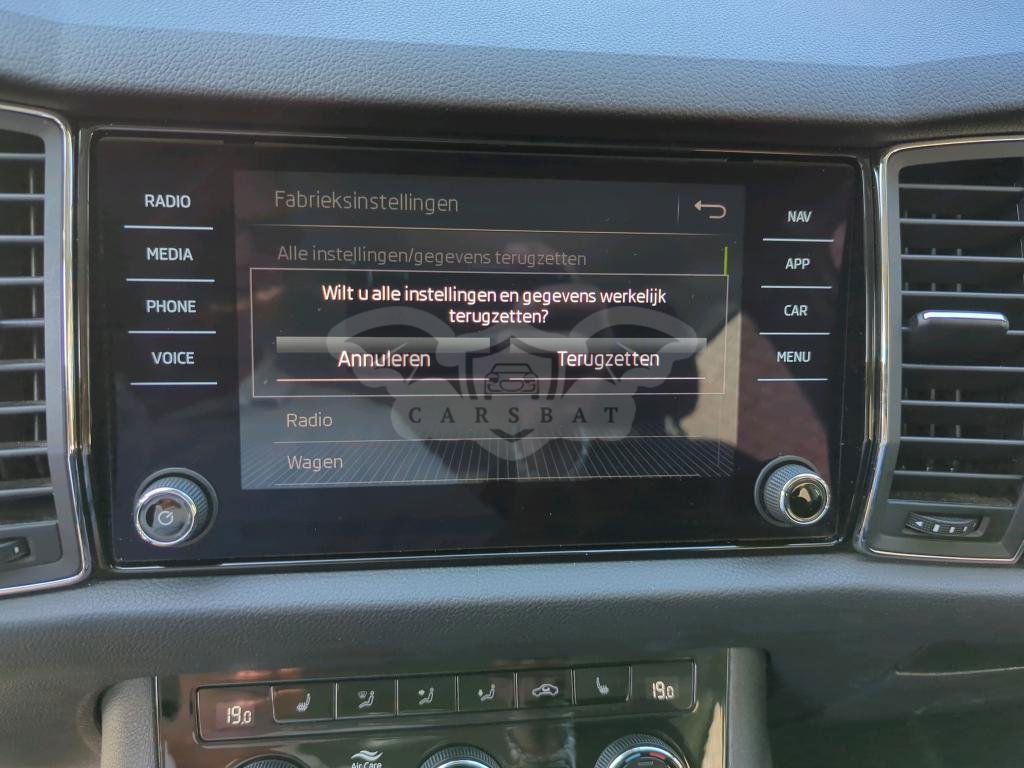 RADIO
MEDIA
PHONE
VOICE
Fabrieksinstellingen
Alle instellingen/gegevens terugzetten
Wilt u alle instellingen en gegevens werkelijk
terugzetten?
Annuleren
Terugzetten
CARSBAT
Radio
Wagen
NAV
APP
CAR
MENU
19.0
19.0
Air Care